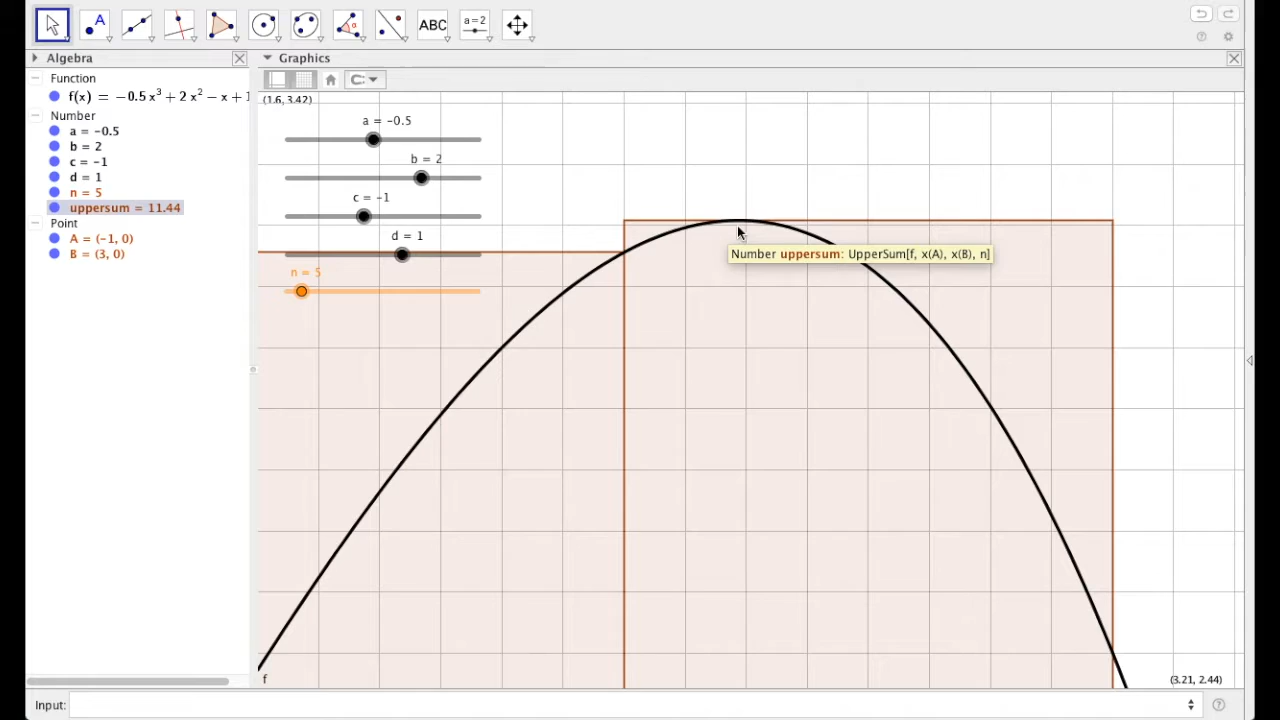 ABC
a=2
Algebra
Graphics
Function
f(x) = −0.5 x³ + 2 x² − x + 1
Number
a = −0.5
b = 2
c = −1
d = 1
n = 5
uppersum = 11.44
Point
A = (−1, 0)
B = (3, 0)
(1.6, 3.42)
a = −0.5
b = 2
c = −1
d = 1
n = 5
Number uppersum: UpperSum[f, x(A), x(B), n]
f
(3.21, 2.44)
Input: